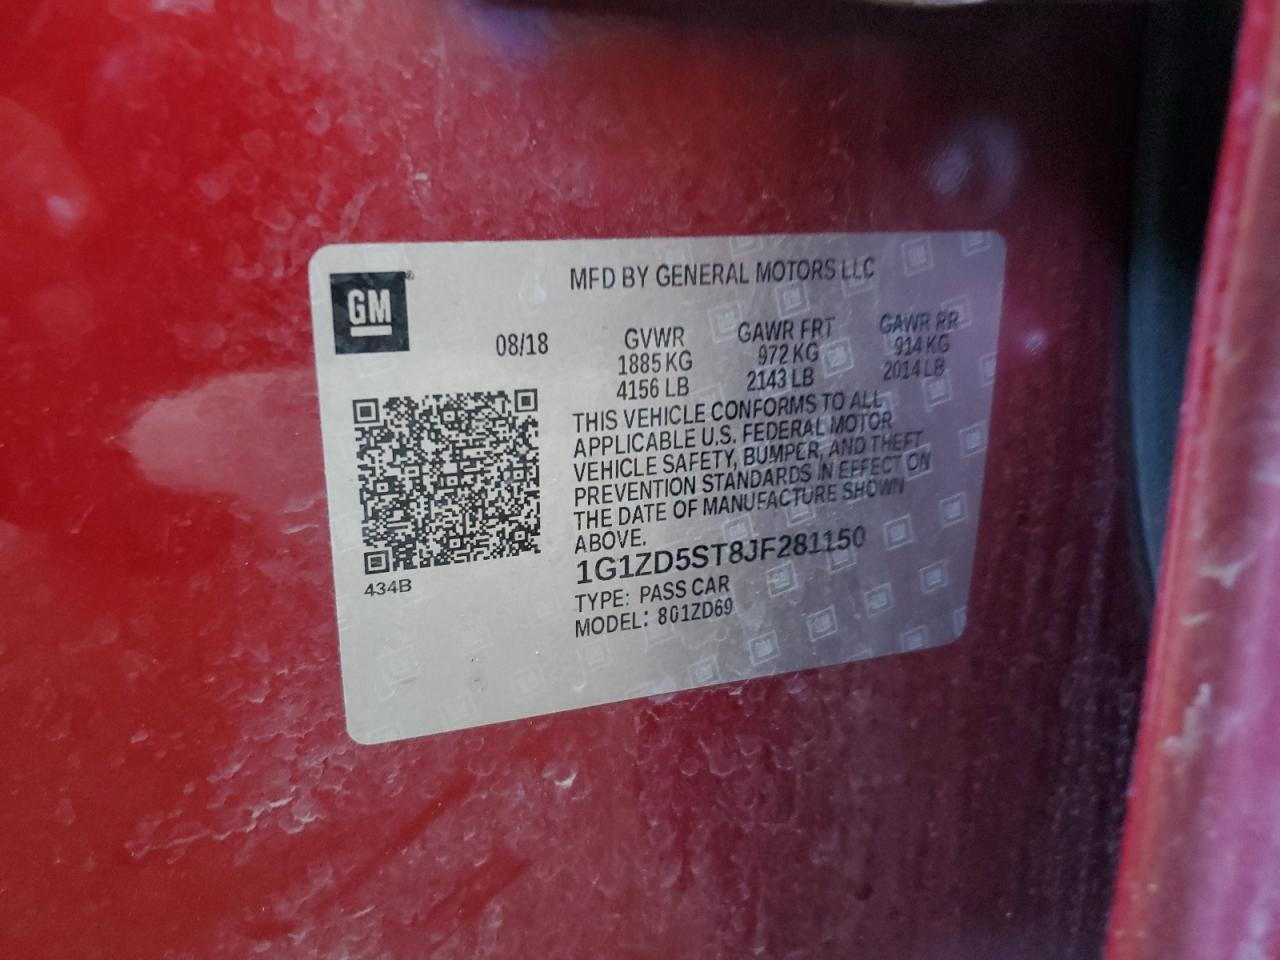 GM
MFD BY GENERAL MOTORS LLC
08/18
GVWR GAWR FRT GAWR RR
1885 KG 972 KG 914 KG
4156 LB 2143 LB 2014 LB
THIS VEHICLE CONFORMS TO ALL
APPLICABLE U.S. FEDERAL MOTOR
VEHICLE SAFETY, BUMPER, AND THEFT
PREVENTION STANDARDS IN EFFECT ON
THE DATE OF MANUFACTURE SHOWN
ABOVE.
1G1ZD5ST8JF281150
434B
TYPE: PASS CAR
MODEL: 801ZD69